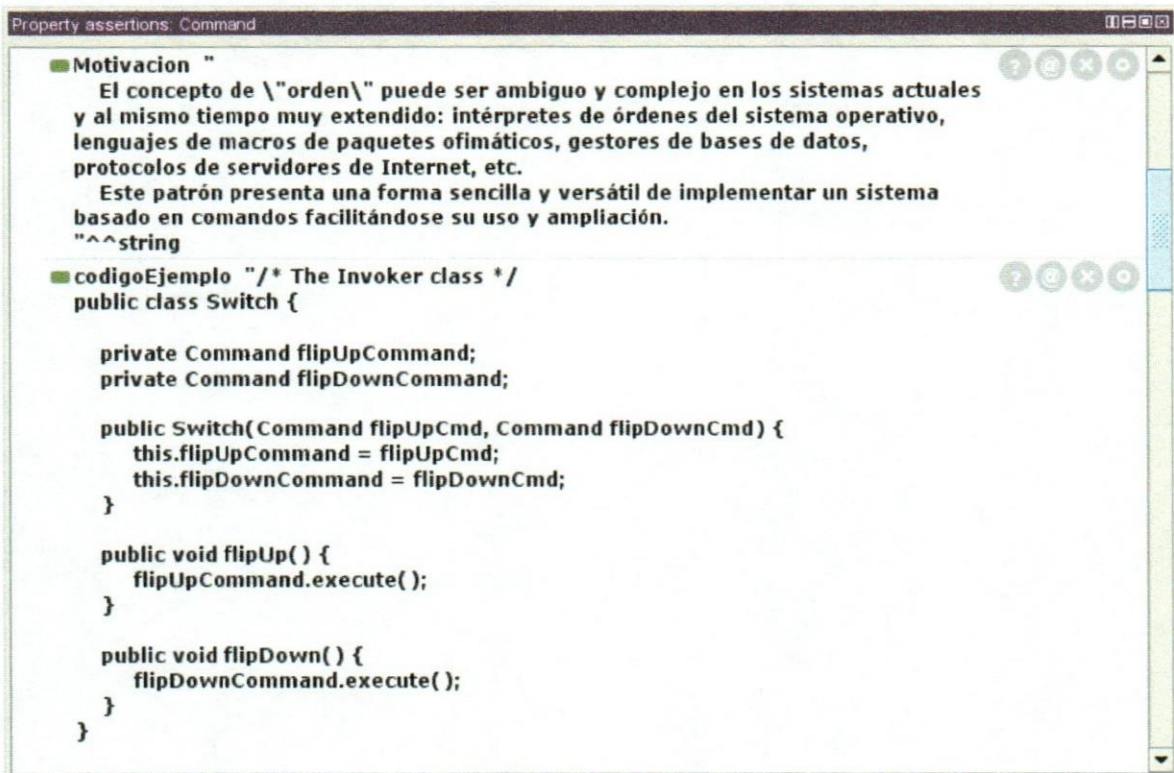 Property assertions: Command
Motivacion "
El concepto de \"orden\" puede ser ambiguo y complejo en los sistemas actuales
y al mismo tiempo muy extendido: intérpretes de órdenes del sistema operativo,
lenguajes de macros de paquetes ofimáticos, gestores de bases de datos,
protocolos de servidores de Internet, etc.
Este patrón presenta una forma sencilla y versátil de implementar un sistema
basado en comandos facilitándose su uso y ampliación.
"^^string
codigoEjemplo "/* The Invoker class */
public class Switch {
private Command flipUpCommand;
private Command flipDownCommand;
public Switch(Command flipUpCmd, Command flipDownCmd) {
this.flipUpCommand = flipUpCmd;
this.flipDownCommand = flipDownCmd;
}
public void flipUp( ) {
flipUpCommand.execute( );
}
public void flipDown( ) {
flipDownCommand.execute( );
}
}